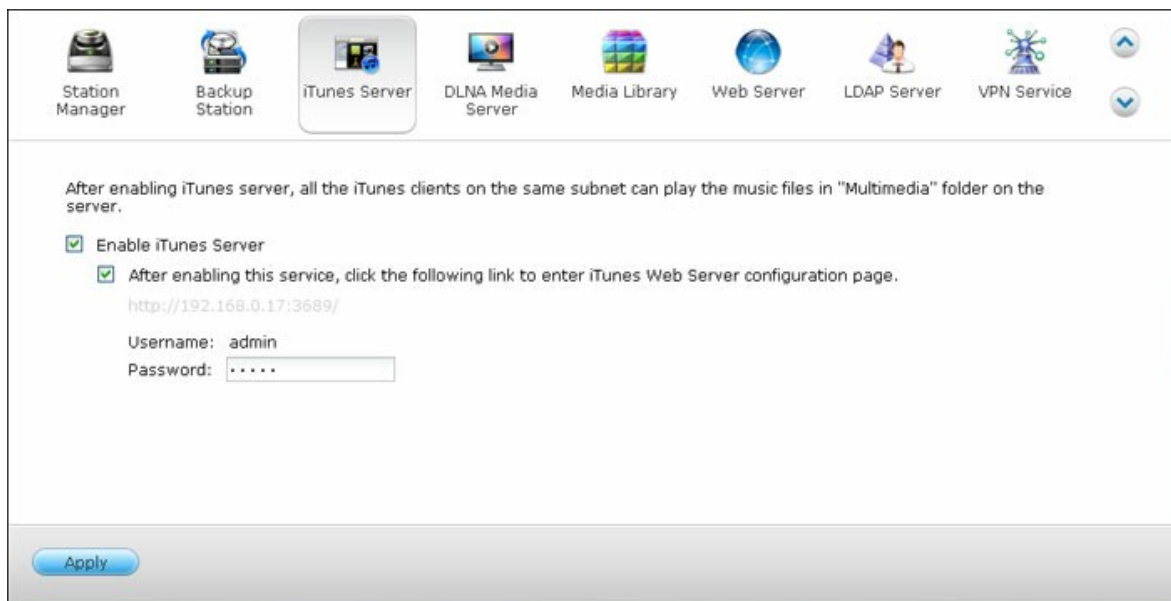 Station Manager
Backup Station
iTunes Server
DLNA Media Server
Media Library
Web Server
LDAP Server
VPN Service
After enabling iTunes server, all the iTunes clients on the same subnet can play the music files in "Multimedia" folder on the
server.
Enable iTunes Server
After enabling this service, click the following link to enter iTunes Web Server configuration page.
http://192.168.0.17:3689/
Username: admin
Password: •••••
Apply